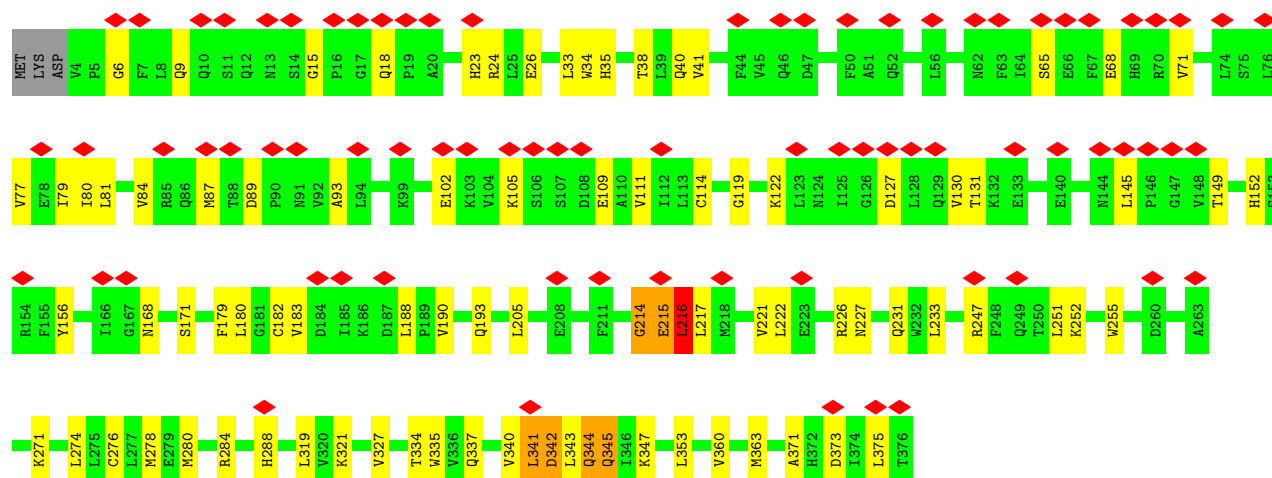 MET LYS ASP V4 P5 G6 F7 L8 Q9 Q10 S11 Q12 N13 S14 G15 P16 G17 Q18 P19 A20 H23 R24 L25 E26 L33 W34 H35 T38 L39 Q40 V41 F44 V45 Q46 D47 F50 A51 Q52 L56 N62 F63 I64 S65 E66 F67 E68 H69 R70 V71 L74 S75 L76
V77 E78 I79 I80 L81 V84 R85 Q86 M87 T88 D89 P90 N91 V92 A93 L94 K99 E102 K103 V104 K105 S106 S107 D108 E109 A110 V111 I112 L113 C114 G119 K122 L123 N124 I125 G126 D127 L128 Q129 V130 T131 K132 E133 E140 N144 L145 P146 G147 V148 T149 H152 S153
R154 F155 Y156 I166 G167 N168 S171 F179 L180 G181 C182 V183 D184 I185 K186 D187 L188 P189 V190 Q193 L205 E208 F211 G214 E215 L216 L217 M218 V221 L222 E223 R226 N227 Q231 W232 L233 R247 F248 Q249 T250 L251 K252 W255 D260 A263
K271 L274 L275 C276 L277 M278 E279 M280 R284 H288 L319 V320 K321 V327 T334 W335 V336 Q337 V340 L341 D342 L343 Q344 Q345 I346 K347 L353 V360 M363 A371 H372 D373 I374 L375 T376